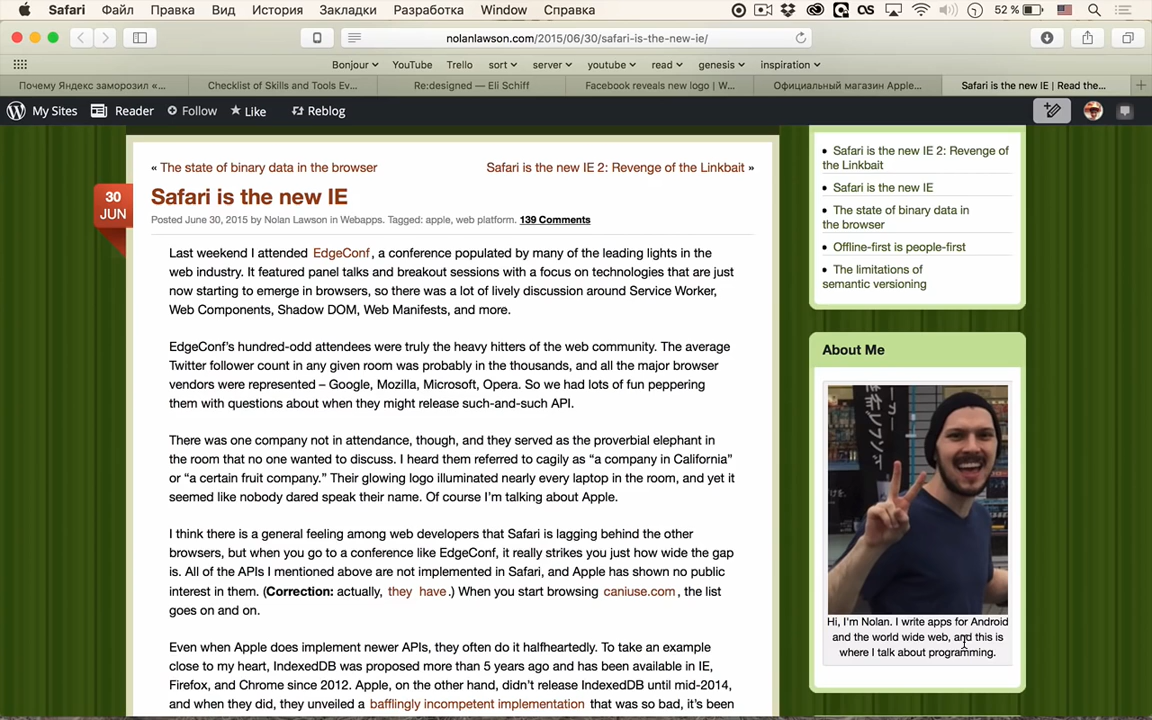 Safari Файл Правка Вид История Закладки Разработка Window Справка 52 %
nolanlawson.com/2015/06/30/safari-is-the-new-ie/
Bonjour YouTube Trello sort server youtube read genesis inspiration
Почему Яндекс заморозил «... Checklist of Skills and Tools Ev... Re:designed — Eli Schiff Facebook reveals new logo | W... Официальный магазин Apple... Safari is the new IE | Read the...
My Sites Reader Follow Like Reblog
« The state of binary data in the browser Safari is the new IE 2: Revenge of the Linkbait »
30
JUN
Safari is the new IE
Posted June 30, 2015 by Nolan Lawson in Webapps. Tagged: apple, web platform. 139 Comments
Last weekend I attended EdgeConf, a conference populated by many of the leading lights in the
web industry. It featured panel talks and breakout sessions with a focus on technologies that are just
now starting to emerge in browsers, so there was a lot of lively discussion around Service Worker,
Web Components, Shadow DOM, Web Manifests, and more.
EdgeConf's hundred-odd attendees were truly the heavy hitters of the web community. The average
Twitter follower count in any given room was probably in the thousands, and all the major browser
vendors were represented – Google, Mozilla, Microsoft, Opera. So we had lots of fun peppering
them with questions about when they might release such-and-such API.
There was one company not in attendance, though, and they served as the proverbial elephant in
the room that no one wanted to discuss. I heard them referred to cagily as “a company in California”
or “a certain fruit company.” Their glowing logo illuminated nearly every laptop in the room, and yet it
seemed like nobody dared speak their name. Of course I'm talking about Apple.
I think there is a general feeling among web developers that Safari is lagging behind the other
browsers, but when you go to a conference like EdgeConf, it really strikes you just how wide the gap
is. All of the APIs I mentioned above are not implemented in Safari, and Apple has shown no public
interest in them. (Correction: actually, they have.) When you start browsing caniuse.com, the list
goes on and on.
Even when Apple does implement newer APIs, they often do it halfheartedly. To take an example
close to my heart, IndexedDB was proposed more than 5 years ago and has been available in IE,
Firefox, and Chrome since 2012. Apple, on the other hand, didn't release IndexedDB until mid-2014,
and when they did, they unveiled a bafflingly incompetent implementation that was so bad, it's been
Safari is the new IE 2: Revenge of
the Linkbait
Safari is the new IE
The state of binary data in
the browser
Offline-first is people-first
The limitations of
semantic versioning
About Me
Hi, I'm Nolan. I write apps for Android
and the world wide web, and this is
where I talk about programming.